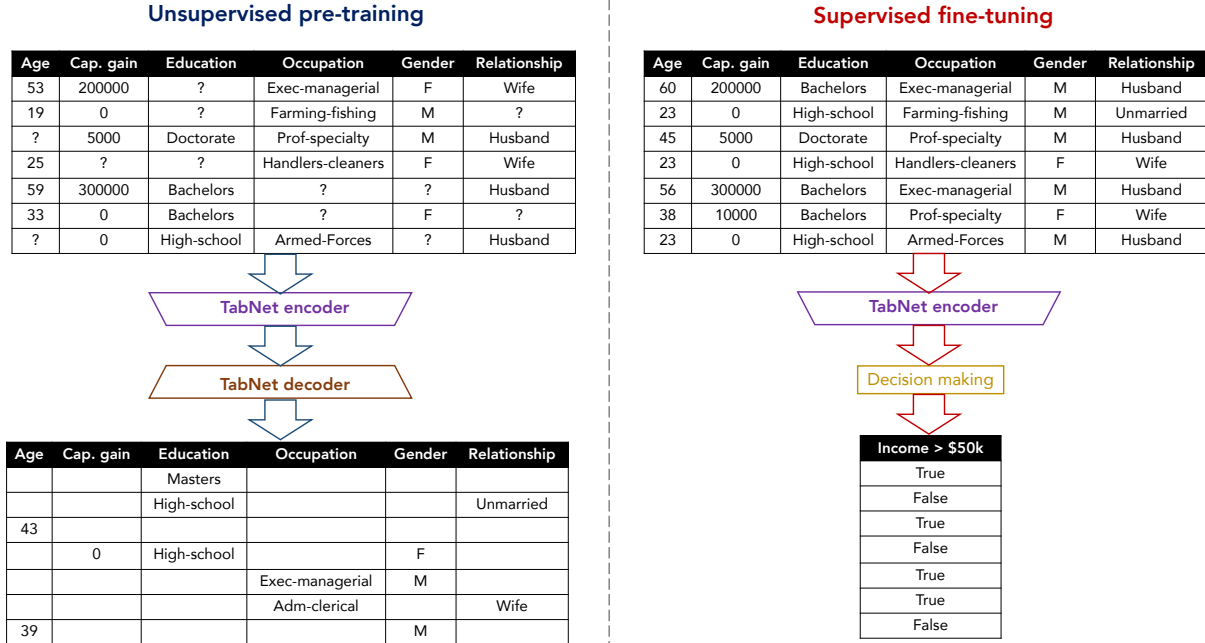 Unsupervised pre-training
Age Cap. gain Education Occupation Gender Relationship
53 200000 ? Exec-managerial F Wife
19 0 ? Farming-fishing M ?
? 5000 Doctorate Prof-specialty M Husband
25 ? ? Handlers-cleaners F Wife
59 300000 Bachelors ? ? Husband
33 0 Bachelors ? F ?
? 0 High-school Armed-Forces ? Husband
TabNet encoder
TabNet decoder
Age Cap. gain Education Occupation Gender Relationship
Masters
High-school Unmarried
43
0 High-school F
Exec-managerial M
Adm-clerical Wife
39 M
Supervised fine-tuning
Age Cap. gain Education Occupation Gender Relationship
60 200000 Bachelors Exec-managerial M Husband
23 0 High-school Farming-fishing M Unmarried
45 5000 Doctorate Prof-specialty M Husband
23 0 High-school Handlers-cleaners F Wife
56 300000 Bachelors Exec-managerial M Husband
38 10000 Bachelors Prof-specialty F Wife
23 0 High-school Armed-Forces M Husband
TabNet encoder
Decision making
Income > $50k
True
False
True
False
True
True
False